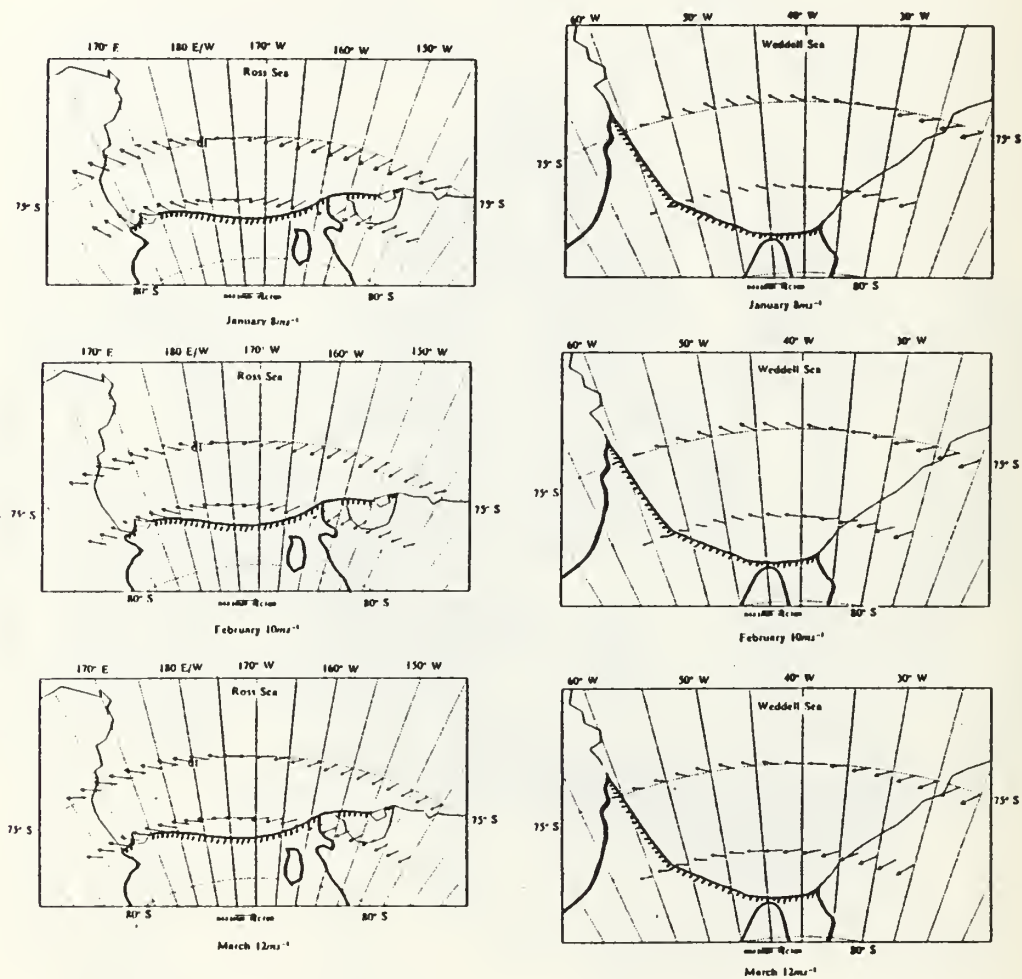 60° W 50° W 40° W 30° W
170° E 180 E/W 170° W 160° W 150° W
Ross Sea
Weddell Sea
dI
75° S 75° S
75° S 75° S
80° S 80° S
80° S
January 8ms⁻¹
January 8ms⁻¹
60° W 50° W 40° W 30° W
170° E 180 E/W 170° W 160° W 150° W
Ross Sea
Weddell Sea
dI
75° S 75° S
75° S 75° S
80° S 80° S
80° S
February 10ms⁻¹
February 10ms⁻¹
170° E 180 E/W 170° W 160° W 150° W
60° W 50° W 40° W 30° W
Ross Sea
Weddell Sea
dI
75° S 75° S
75° S 75° S
80° S 80° S
80° S
March 12ms⁻¹
March 12ms⁻¹